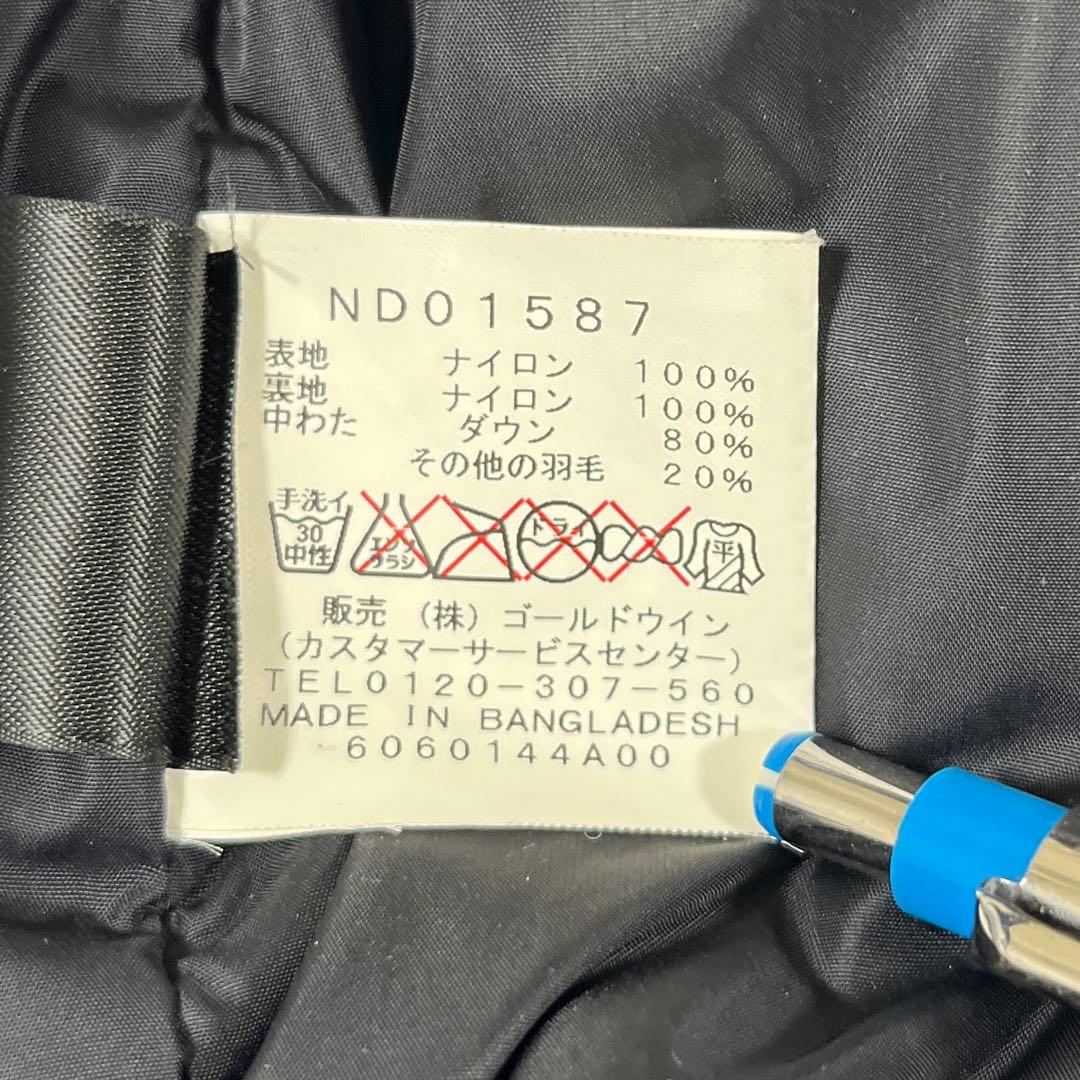 ND01587
表地 ナイロン 100%
裏地 ナイロン 100%
中わた ダウン 80%
その他の羽毛 20%
手洗イ
30
中性
エンソ
サラシ
ドライ
平
販売 (株) ゴールドウイン
(カスタマーサービスセンター)
TEL0120-307-560
MADE IN BANGLADESH
6060144A00